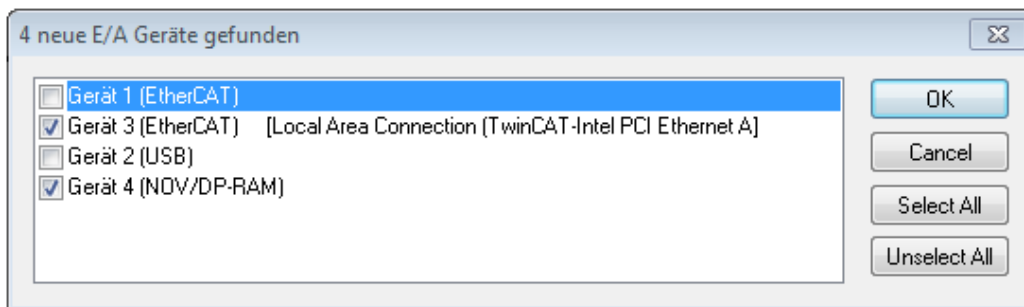 4 neue E/A Geräte gefunden
Gerät 1 (EtherCAT)
Gerät 3 (EtherCAT) [Local Area Connection (TwinCAT-Intel PCI Ethernet A]
Gerät 2 (USB)
Gerät 4 (NOV/DP-RAM)
OK
Cancel
Select All
Unselect All